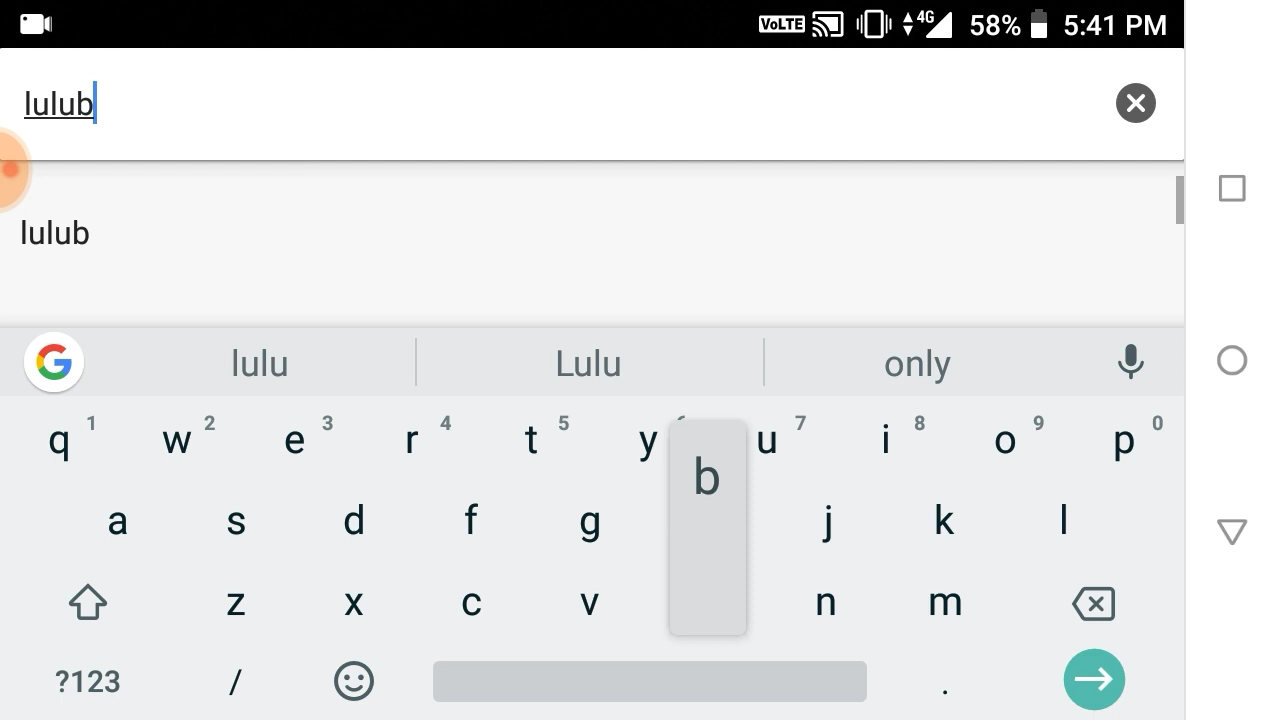 VoLTE 4G 58% 5:41 PM
lulub
lulub
lulu Lulu only
q 1 w 2 e 3 r 4 t 5 y u 7 i 8 o 9 p 0
b
a s d f g j k l
z x c v n m
?123 / .